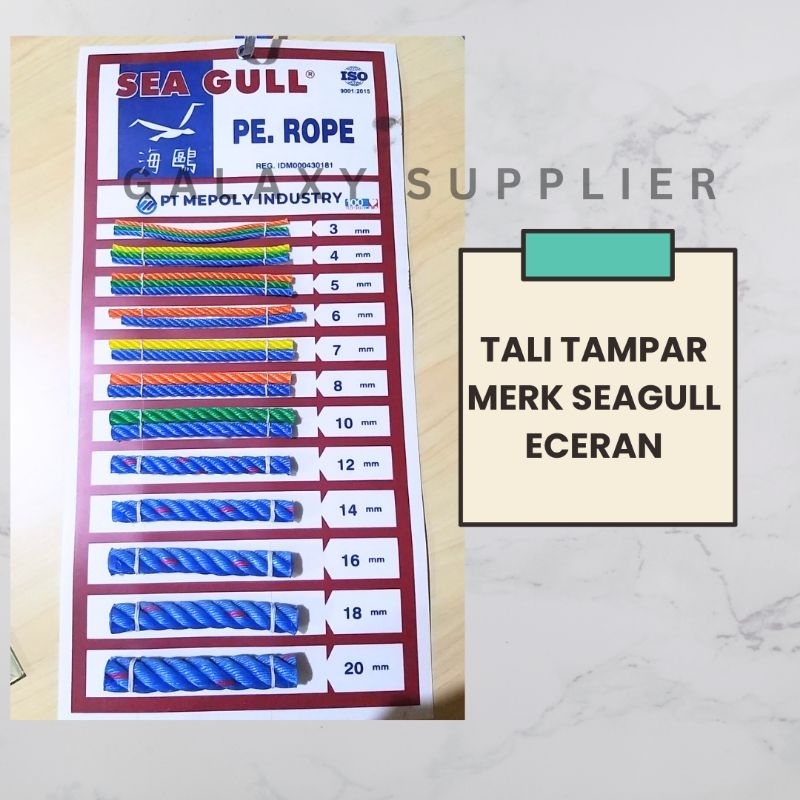 SEA GULL®
ISO
9001:2015
海鷗
PE. ROPE
REG. IDM000430181
GALAXY SUPPLIER
PT MEPOLY INDUSTRY
100
3 mm
4 mm
5 mm
6 mm
7 mm
8 mm
10 mm
12 mm
14 mm
16 mm
18 mm
20 mm
TALI TAMPAR
MERK SEAGULL
ECERAN